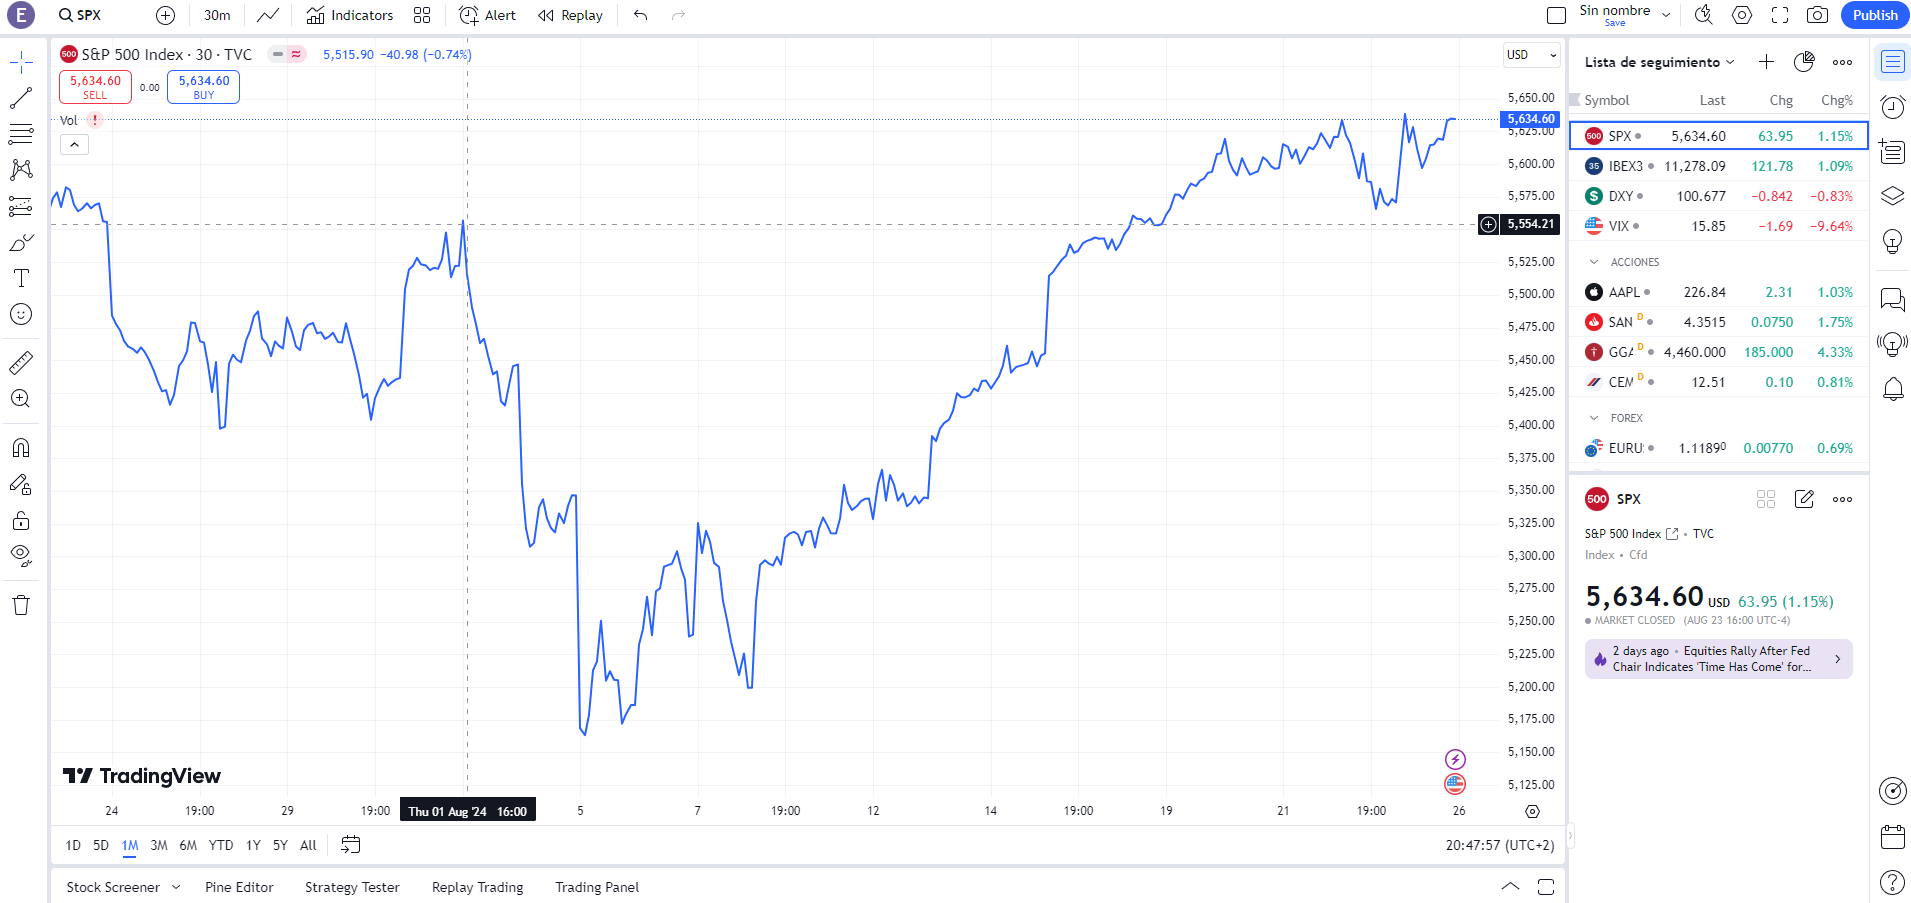 E
SPX
30m
Indicators
Alert
Replay
Sin nombre
Save
Publish
500 S&P 500 Index · 30 · TVC
5,515.90 −40.98 (−0.74%)
5,634.60
SELL
0.00
5,634.60
BUY
Vol
USD
5,650.00
5,634.60
5,625.00
5,600.00
5,575.00
5,554.21
5,525.00
5,500.00
5,475.00
5,450.00
5,425.00
5,400.00
5,375.00
5,350.00
5,325.00
5,300.00
5,275.00
5,250.00
5,225.00
5,200.00
5,175.00
5,150.00
5,125.00
TradingView
24 19:00 29 19:00 Thu 01 Aug '24 16:00 5 7 19:00 12 14 19:00 19 21 19:00 26
1D 5D 1M 3M 6M YTD 1Y 5Y All
20:47:57 (UTC+2)
Stock Screener
Pine Editor
Strategy Tester
Replay Trading
Trading Panel
Lista de seguimiento
Symbol Last Chg Chg%
500 SPX 5,634.60 63.95 1.15%
35 IBEX3 11,278.09 121.78 1.09%
DXY 100.677 −0.842 −0.83%
VIX 15.85 −1.69 −9.64%
ACCIONES
AAPL 226.84 2.31 1.03%
SAN D 4.3515 0.0750 1.75%
GGA D 4,460.000 185.000 4.33%
CEM D 12.51 0.10 0.81%
FOREX
EURU 1.11890 0.00770 0.69%
500 SPX
S&P 500 Index • TVC
Index • Cfd
5,634.60 USD 63.95 (1.15%)
MARKET CLOSED (AUG 23 16:00 UTC-4)
2 days ago • Equities Rally After Fed
Chair Indicates 'Time Has Come' for...